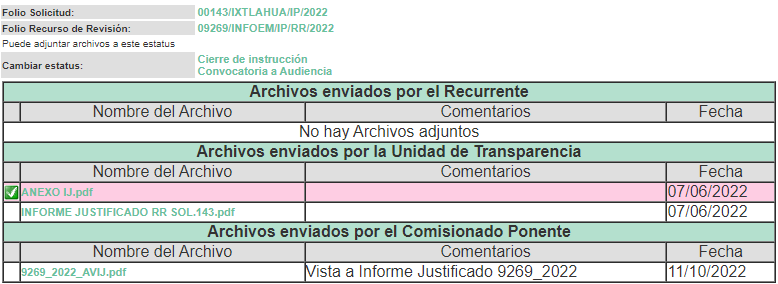 Folio Solicitud: 00143/IXTLAHUA/IP/2022
Folio Recurso de Revisión: 09269/INFOEM/IP/RR/2022
Puede adjuntar archivos a este estatus
Cambiar estatus: Cierre de instrucción
Convocatoria a Audiencia
Archivos enviados por el Recurrente
Nombre del Archivo Comentarios Fecha
No hay Archivos adjuntos
Archivos enviados por la Unidad de Transparencia
Nombre del Archivo Comentarios Fecha
ANEXO IJ.pdf 07/06/2022
INFORME JUSTIFICADO RR SOL.143.pdf 07/06/2022
Archivos enviados por el Comisionado Ponente
Nombre del Archivo Comentarios Fecha
9269_2022_AVIJ.pdf Vista a Informe Justificado 9269_2022 11/10/2022